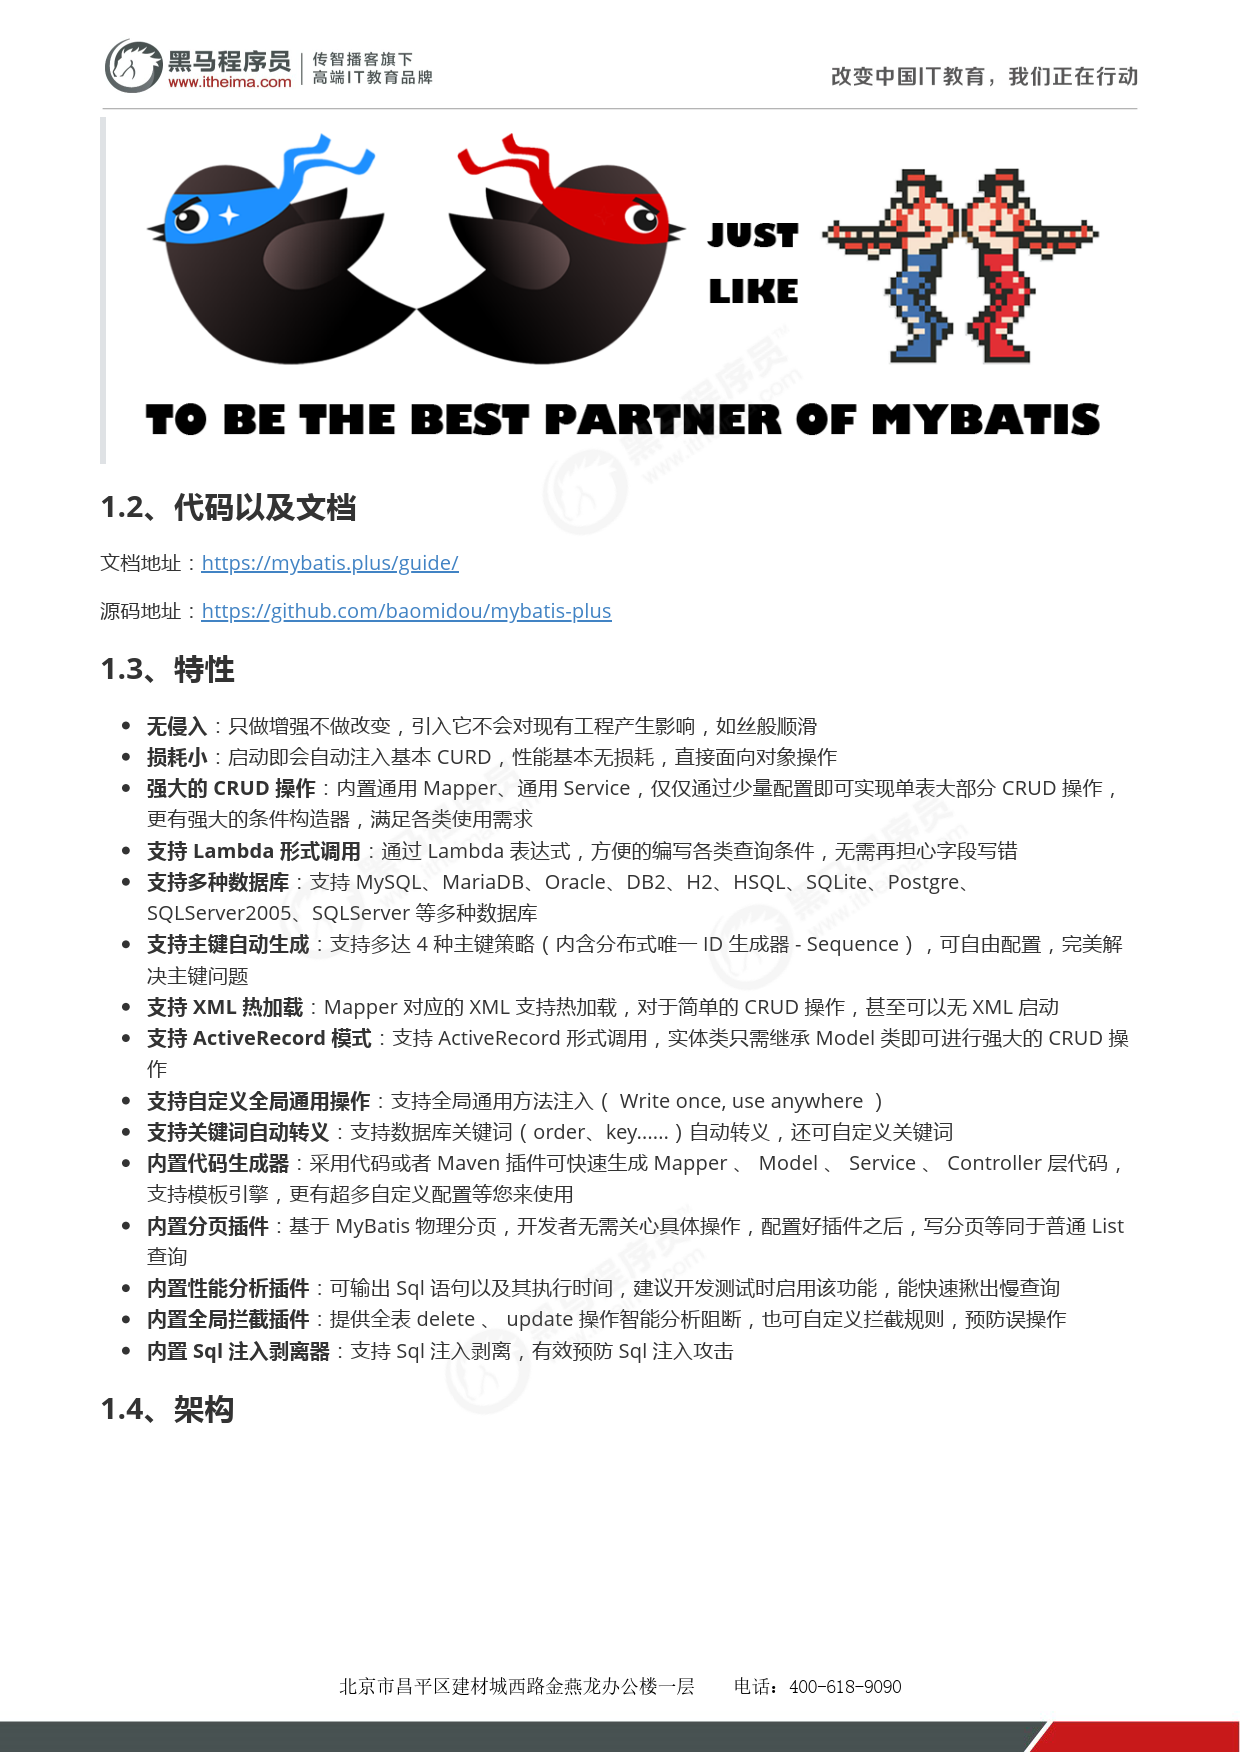 黑马程序员
www.itheima.com
传智播客旗下
高端IT教育品牌
改变中国IT教育，我们正在行动
JUST
LIKE
TO BE THE BEST PARTNER OF MYBATIS
1.2、代码以及文档
文档地址：https://mybatis.plus/guide/
源码地址：https://github.com/baomidou/mybatis-plus
1.3、特性
无侵入：只做增强不做改变，引入它不会对现有工程产生影响，如丝般顺滑
损耗小：启动即会自动注入基本 CURD，性能基本无损耗，直接面向对象操作
强大的 CRUD 操作：内置通用 Mapper、通用 Service，仅仅通过少量配置即可实现单表大部分 CRUD 操作，
更有强大的条件构造器，满足各类使用需求
支持 Lambda 形式调用：通过 Lambda 表达式，方便的编写各类查询条件，无需再担心字段写错
支持多种数据库：支持 MySQL、MariaDB、Oracle、DB2、H2、HSQL、SQLite、Postgre、
SQLServer2005、SQLServer 等多种数据库
支持主键自动生成：支持多达 4 种主键策略（内含分布式唯一 ID 生成器 - Sequence），可自由配置，完美解
决主键问题
支持 XML 热加载：Mapper 对应的 XML 支持热加载，对于简单的 CRUD 操作，甚至可以无 XML 启动
支持 ActiveRecord 模式：支持 ActiveRecord 形式调用，实体类只需继承 Model 类即可进行强大的 CRUD 操
作
支持自定义全局通用操作：支持全局通用方法注入（ Write once, use anywhere ）
支持关键词自动转义：支持数据库关键词（order、key......）自动转义，还可自定义关键词
内置代码生成器：采用代码或者 Maven 插件可快速生成 Mapper 、 Model 、 Service 、 Controller 层代码，
支持模板引擎，更有超多自定义配置等您来使用
内置分页插件：基于 MyBatis 物理分页，开发者无需关心具体操作，配置好插件之后，写分页等同于普通 List
查询
内置性能分析插件：可输出 Sql 语句以及其执行时间，建议开发测试时启用该功能，能快速揪出慢查询
内置全局拦截插件：提供全表 delete 、 update 操作智能分析阻断，也可自定义拦截规则，预防误操作
内置 Sql 注入剥离器：支持 Sql 注入剥离，有效预防 Sql 注入攻击
1.4、架构
北京市昌平区建材城西路金燕龙办公楼一层 电话：400-618-9090